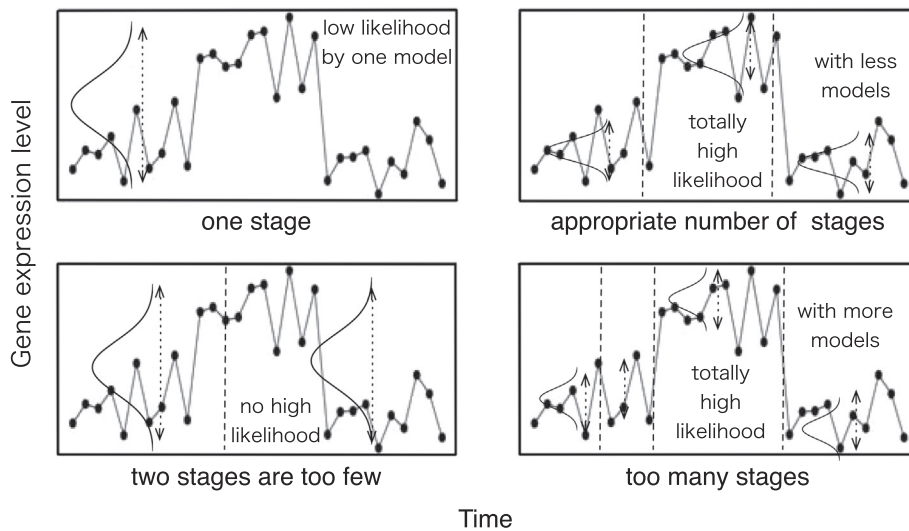 Gene expression level
low likelihood
by one model
one stage
with less
models
totally
high
likelihood
appropriate number of stages
no high
likelihood
two stages are too few
with more
models
totally
high
likelihood
too many stages
Time